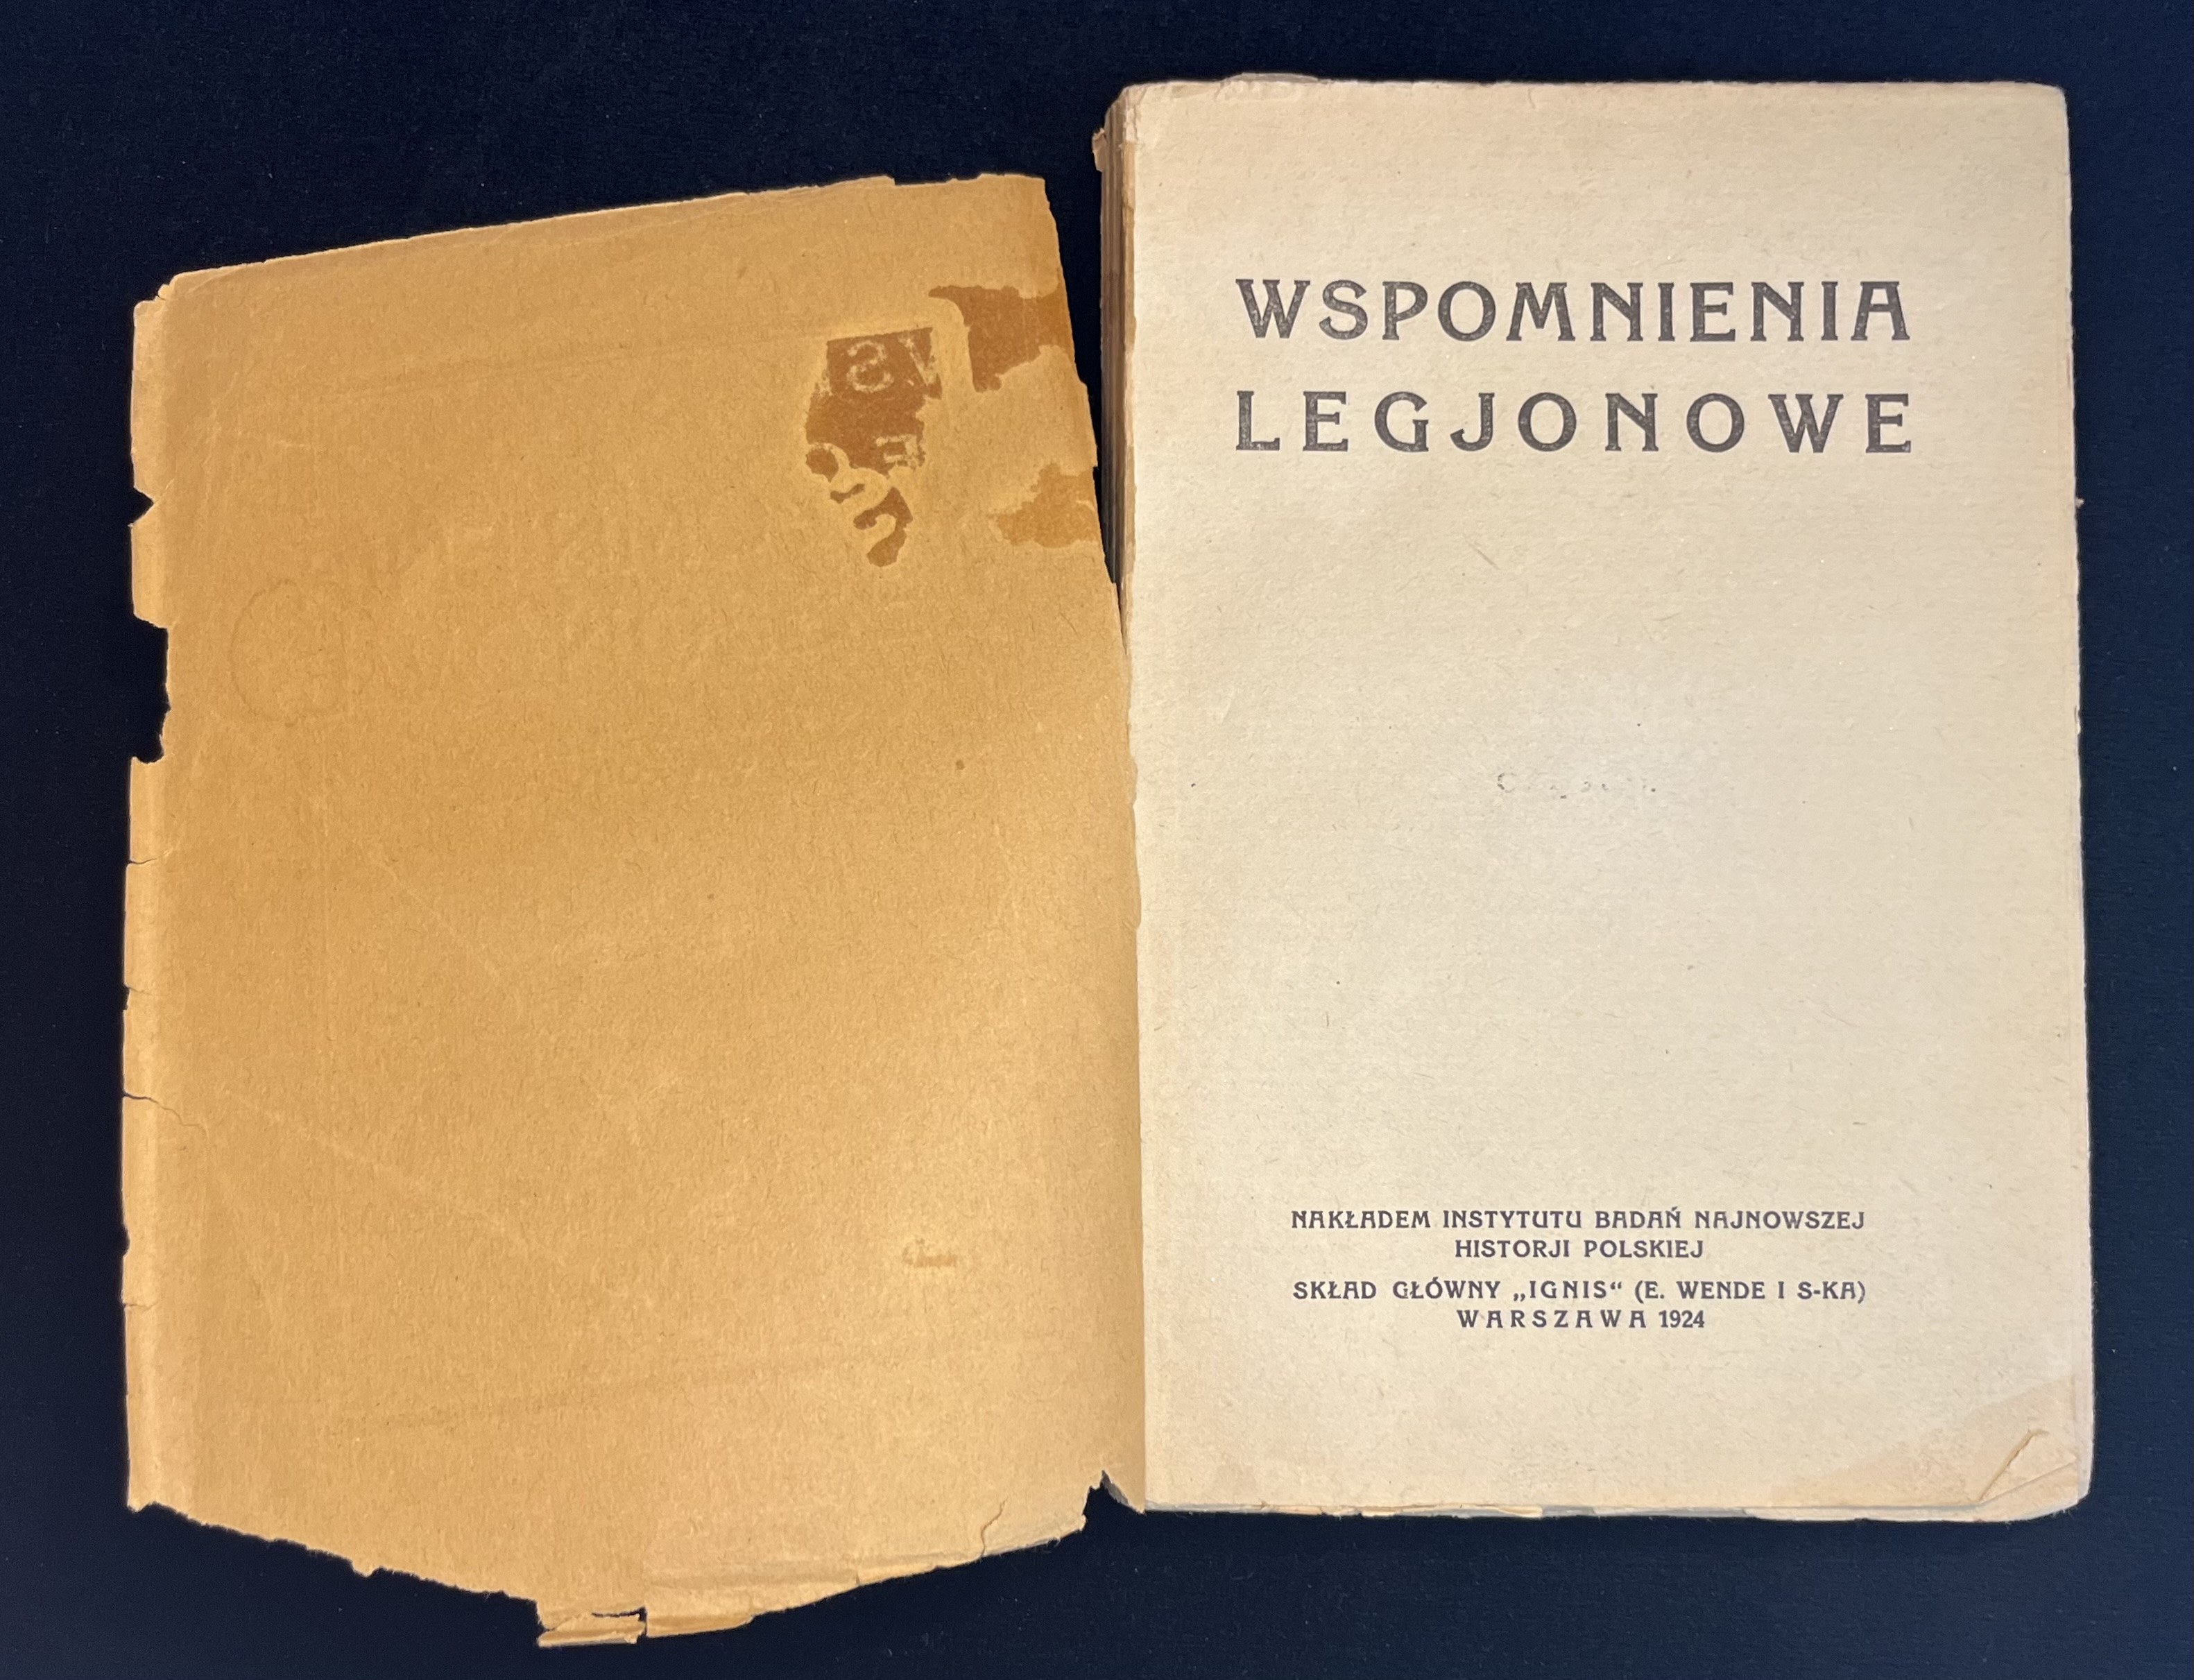 WSPOMNIENIA
LEGJONOWE
NAKŁADEM INSTYTUTU BADAŃ NAJNOWSZEJ
HISTORJI POLSKIEJ
SKŁAD GŁÓWNY „IGNIS“ (E. WENDE I S-KA)
WARSZAWA 1924